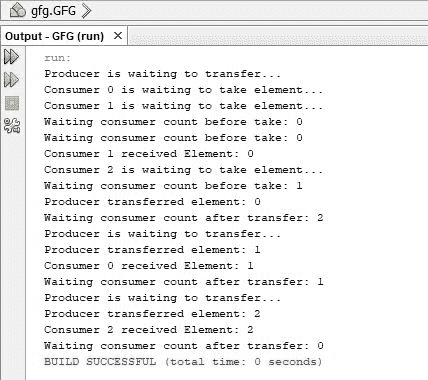 gfg.GFG
Output - GFG (run) ×
run:
Producer is waiting to transfer...
Consumer 0 is waiting to take element...
Consumer 1 is waiting to take element...
Waiting consumer count before take: 0
Waiting consumer count before take: 0
Consumer 1 received Element: 0
Consumer 2 is waiting to take element...
Waiting consumer count before take: 1
Producer transferred element: 0
Waiting consumer count after transfer: 2
Producer is waiting to transfer...
Producer transferred element: 1
Consumer 0 received Element: 1
Waiting consumer count after transfer: 1
Producer is waiting to transfer...
Producer transferred element: 2
Consumer 2 received Element: 2
Waiting consumer count after transfer: 0
BUILD SUCCESSFUL (total time: 0 seconds)